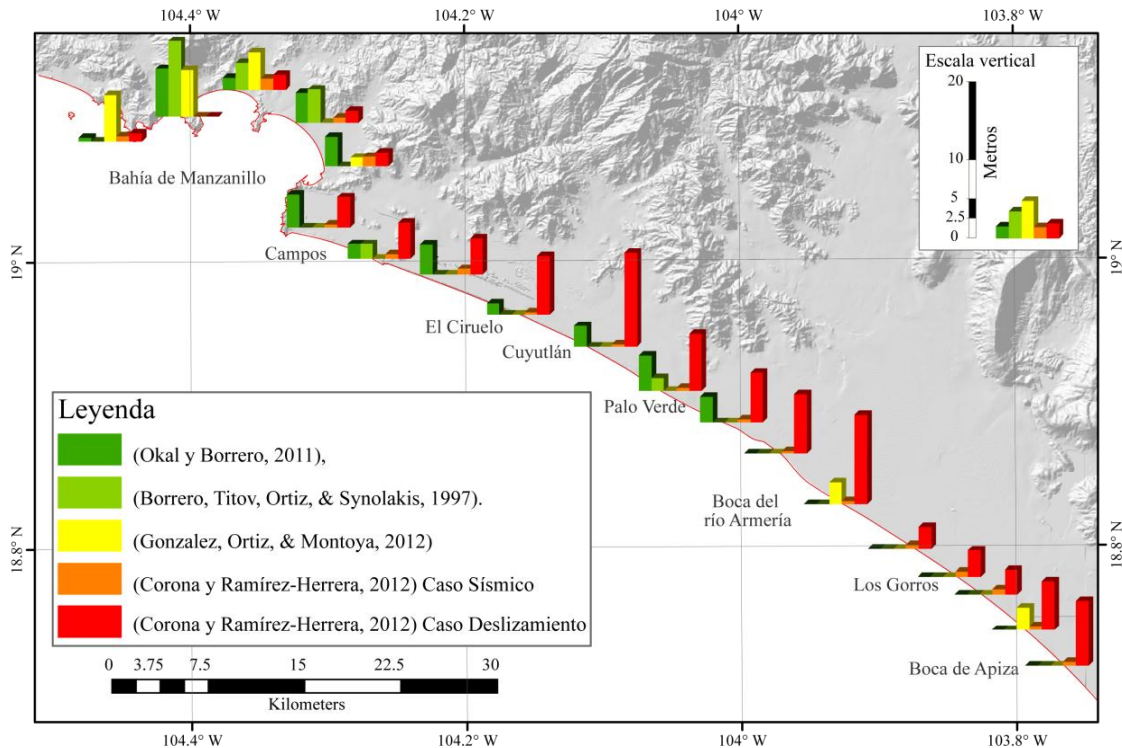 104.4° W
104.2° W
104° W
103.8° W
Escala vertical
20
10
5
2.5
0
Metros
Bahía de Manzanillo
19° N
Campos
19° N
El Ciruelo
Cuyutlán
Palo Verde
Leyenda
(Okal y Borrero, 2011),
(Borrero, Titov, Ortiz, & Synolakis, 1997).
(Gonzalez, Ortiz, & Montoya, 2012)
(Corona y Ramírez-Herrera, 2012) Caso Sísmico
(Corona y Ramírez-Herrera, 2012) Caso Deslizamiento
Boca del
río Armería
18.8° N
18.8° N
Los Gorros
Boca de Apiza
0 3.75 7.5 15 22.5 30
Kilometers
104.4° W
104.2° W
104° W
103.8° W